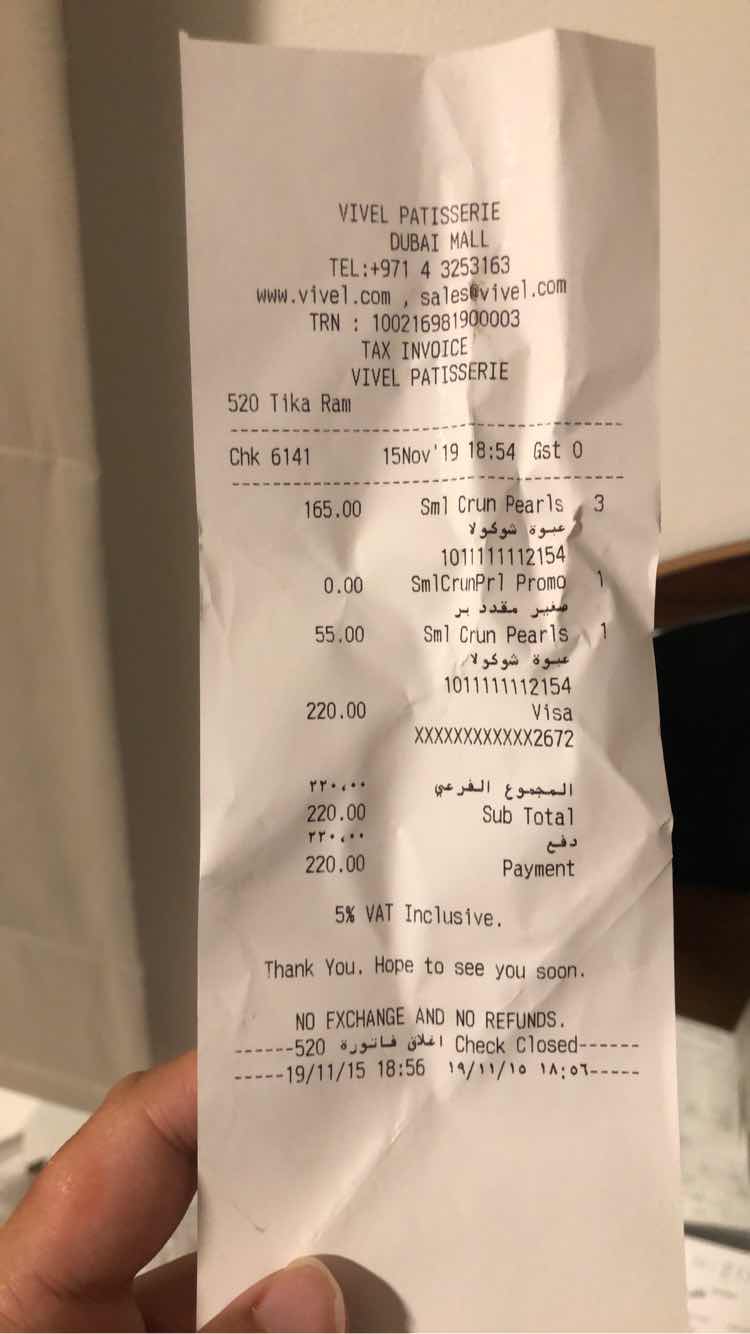 VIVEL PATISSERIE
DUBAI MALL
TEL:+971 4 3253163
www.vivel.com , sales@vivel.com
TRN : 100216981900003
TAX INVOICE
VIVEL PATISSERIE
520 Tika Ram
Chk 6141 15Nov'19 18:54 Gst 0
165.00 Sml Crun Pearls 3
عبوة شوكولا
1011111112154
0.00 SmlCrunPrl Promo 1
صغير مقدد بر
55.00 Sml Crun Pearls 1
عبوة شوكولا
1011111112154
220.00 Visa
XXXXXXXXXXXX2672
٢٢٠,٠٠ المجموع الفرعي
220.00 Sub Total
٢٢٠,٠٠ دفع
220.00 Payment
5% VAT Inclusive.
Thank You. Hope to see you soon.
NO EXCHANGE AND NO REFUNDS.
------520 اغلاق فاتورة Check Closed------
-----19/11/15 18:56 ١٩/١١/١٥ ١٨:٥٦-----